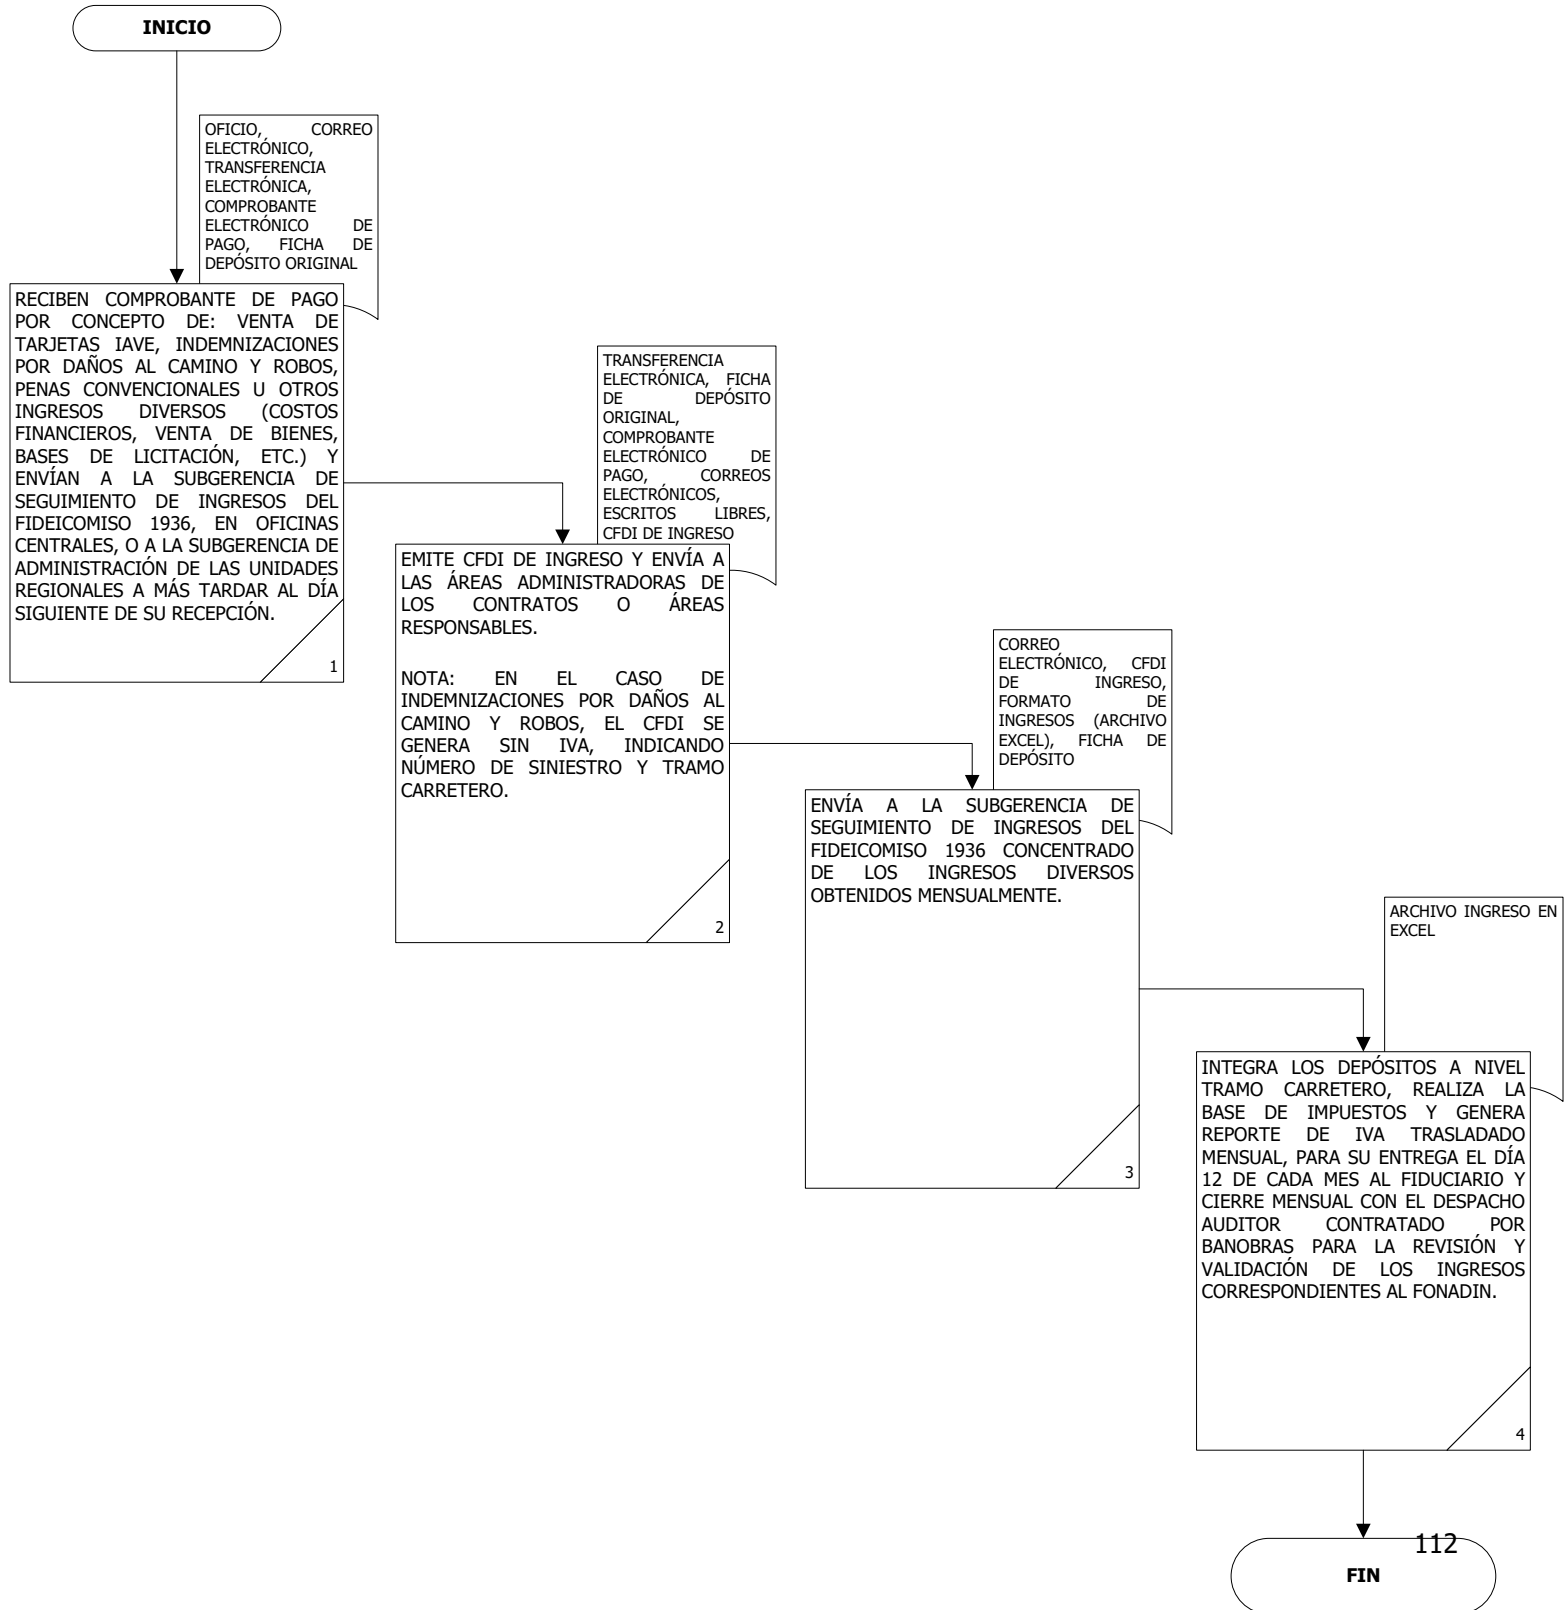 INICIO
OFICIO, CORREO
ELECTRÓNICO,
TRANSFERENCIA
ELECTRÓNICA,
COMPROBANTE
ELECTRÓNICO DE
PAGO, FICHA DE
DEPÓSITO ORIGINAL
RECIBEN COMPROBANTE DE PAGO
POR CONCEPTO DE: VENTA DE
TARJETAS IAVE, INDEMNIZACIONES
POR DAÑOS AL CAMINO Y ROBOS,
PENAS CONVENCIONALES U OTROS
INGRESOS DIVERSOS (COSTOS
FINANCIEROS, VENTA DE BIENES,
BASES DE LICITACIÓN, ETC.) Y
ENVÍAN A LA SUBGERENCIA DE
SEGUIMIENTO DE INGRESOS DEL
FIDEICOMISO 1936, EN OFICINAS
CENTRALES, O A LA SUBGERENCIA DE
ADMINISTRACIÓN DE LAS UNIDADES
REGIONALES A MÁS TARDAR AL DÍA
SIGUIENTE DE SU RECEPCIÓN.
1
TRANSFERENCIA
ELECTRÓNICA, FICHA
DE DEPÓSITO
ORIGINAL,
COMPROBANTE
ELECTRÓNICO DE
PAGO, CORREOS
ELECTRÓNICOS,
ESCRITOS LIBRES,
CFDI DE INGRESO
EMITE CFDI DE INGRESO Y ENVÍA A
LAS ÁREAS ADMINISTRADORAS DE
LOS CONTRATOS O ÁREAS
RESPONSABLES.
NOTA: EN EL CASO DE
INDEMNIZACIONES POR DAÑOS AL
CAMINO Y ROBOS, EL CFDI SE
GENERA SIN IVA, INDICANDO
NÚMERO DE SINIESTRO Y TRAMO
CARRETERO.
2
CORREO
ELECTRÓNICO, CFDI
DE INGRESO,
FORMATO DE
INGRESOS (ARCHIVO
EXCEL), FICHA DE
DEPÓSITO
ENVÍA A LA SUBGERENCIA DE
SEGUIMIENTO DE INGRESOS DEL
FIDEICOMISO 1936 CONCENTRADO
DE LOS INGRESOS DIVERSOS
OBTENIDOS MENSUALMENTE.
3
ARCHIVO INGRESO EN
EXCEL
INTEGRA LOS DEPÓSITOS A NIVEL
TRAMO CARRETERO, REALIZA LA
BASE DE IMPUESTOS Y GENERA
REPORTE DE IVA TRASLADADO
MENSUAL, PARA SU ENTREGA EL DÍA
12 DE CADA MES AL FIDUCIARIO Y
CIERRE MENSUAL CON EL DESPACHO
AUDITOR CONTRATADO POR
BANOBRAS PARA LA REVISIÓN Y
VALIDACIÓN DE LOS INGRESOS
CORRESPONDIENTES AL FONADIN.
4
112
FIN